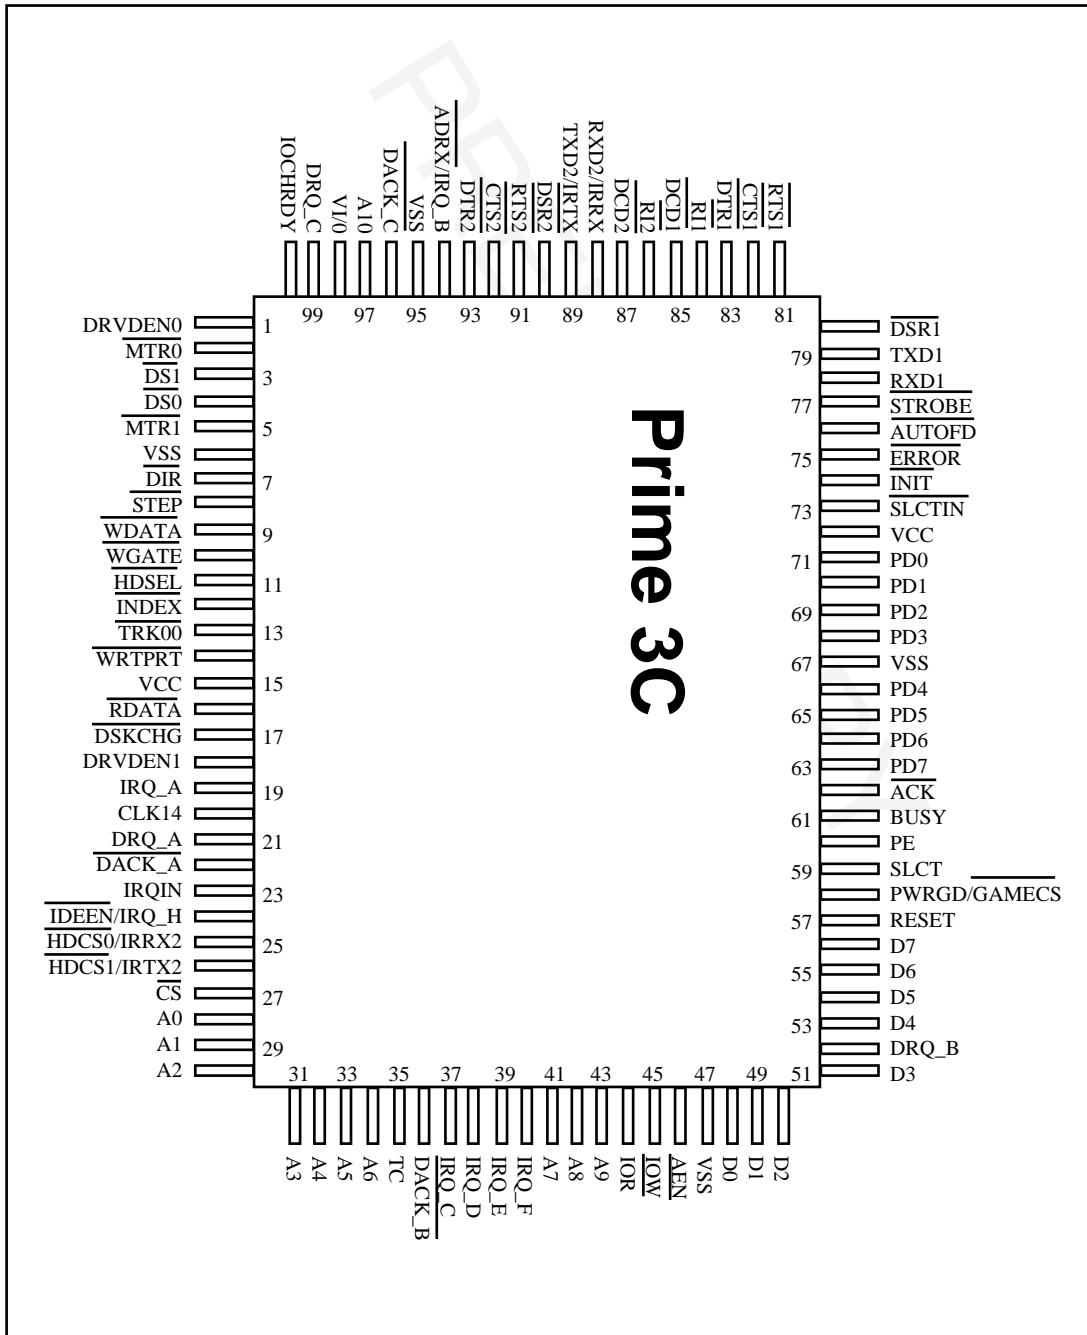 IOCHRDY
DRQ_C
VI/0
A10
DACK_C
VSS
ADRX/IRQ_B
DTR2
CTS2
RTS2
DSR2
TXD2/IRTX
RXD2/IRRX
DCD2
RI2
DCD1
RI1
DTR1
CTS1
RTS1
99 97 95 93 91 89 87 85 83 81
DRVDEN0 1
MTR0
DS1 3
DS0
MTR1 5
VSS
DIR 7
STEP
WDATA 9
WGATE
HDSEL 11
INDEX
TRK00 13
WRTPRT
VCC 15
RDATA
DSKCHG 17
DRVDEN1
IRQ_A 19
CLK14
DRQ_A 21
DACK_A
IRQIN 23
IDEEN/IRQ_H
HDCS0/IRRX2 25
HDCS1/IRTX2
CS 27
A0
A1 29
A2
Prime 3C
DSR1
79 TXD1
RXD1
77 STROBE
AUTOFD
75 ERROR
INIT
73 SLCTIN
VCC
71 PD0
PD1
69 PD2
PD3
67 VSS
PD4
65 PD5
PD6
63 PD7
ACK
61 BUSY
PE
59 SLCT
PWRGD/GAMECS
57 RESET
D7
55 D6
D5
53 D4
DRQ_B
51 D3
31 33 35 37 39 41 43 45 47 49
A3
A4
A5
A6
TC
DACK_B
IRQ_C
IRQ_D
IRQ_E
IRQ_F
A7
A8
A9
IOR
IOW
AEN
VSS
D0
D1
D2